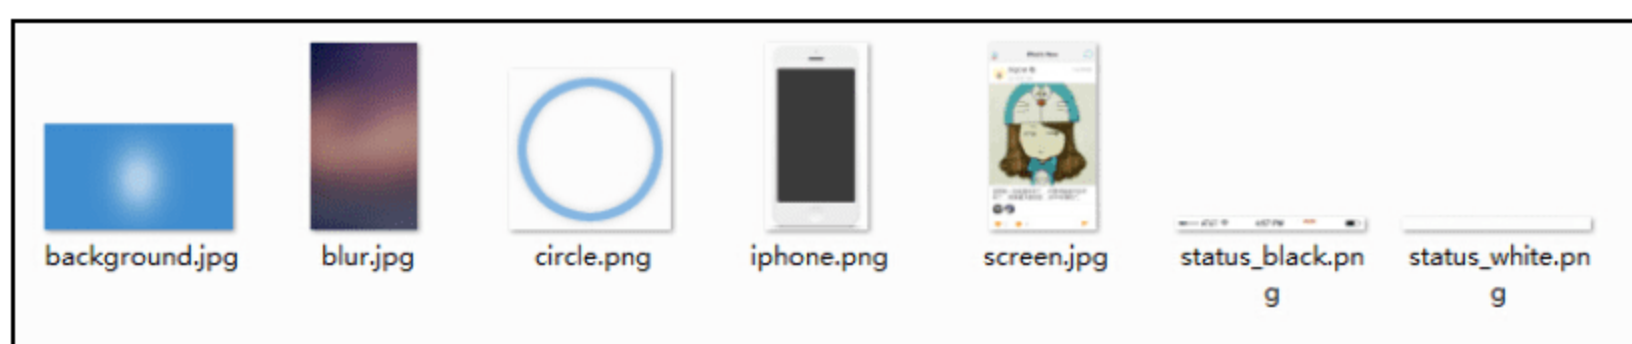 background.jpg
blur.jpg
circle.png
iphone.png
screen.jpg
status_black.pn
g
status_white.pn
g